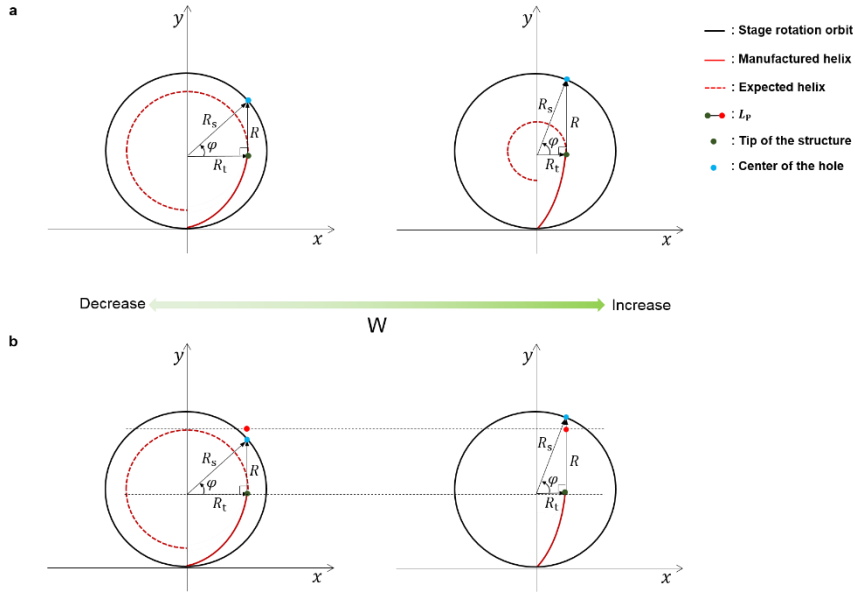 a
y
R_s
R
φ
R_t
x
y
R_s
R
φ
R_t
x
: Stage rotation orbit
: Manufactured helix
: Expected helix
: L_P
: Tip of the structure
: Center of the hole
Decrease
Increase
W
b
y
R_s
R
φ
R_t
x
y
R_s
R
φ
R_t
x